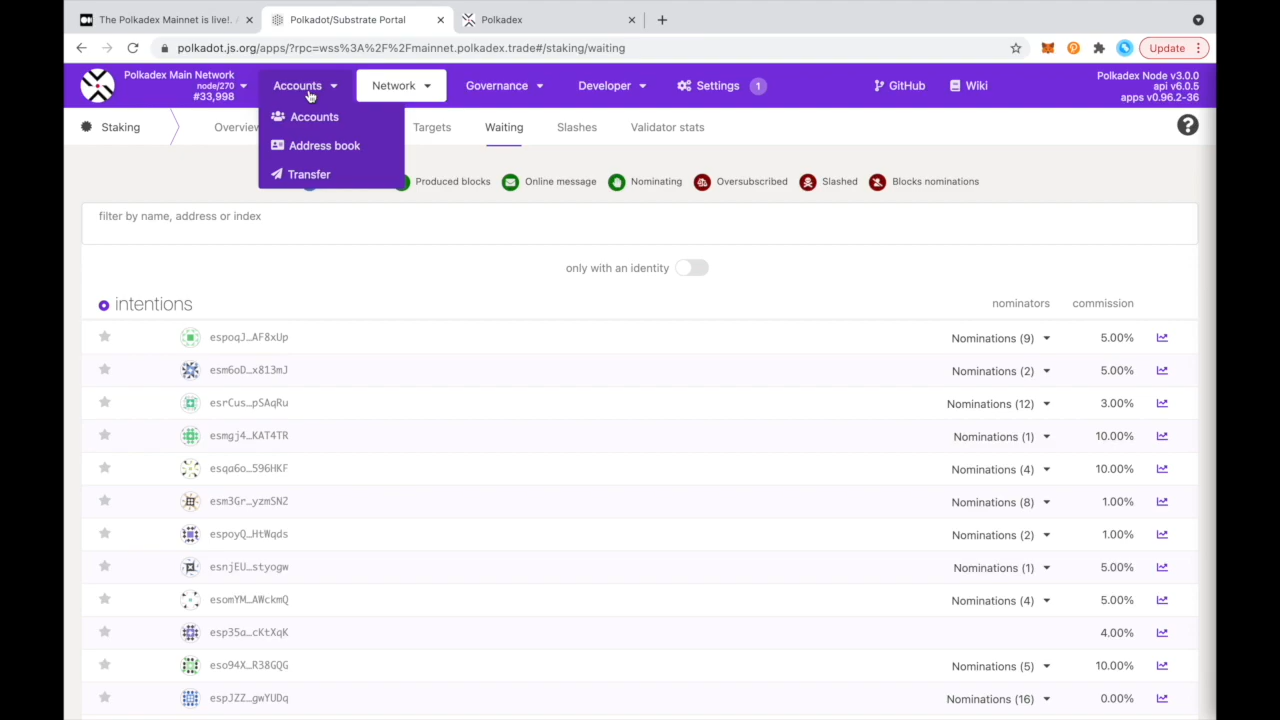 The Polkadex Mainnet is live!. A
Polkadot/Substrate Portal
Polkadex
polkadot.js.org/apps/?rpc=wss%3A%2F%2Fmainnet.polkadex.trade#/staking/waiting
Update
Polkadex Main Network
node/270
#33,998
Accounts
Network
Governance
Developer
Settings
1
GitHub
Wiki
Polkadex Node v3.0.0
api v6.0.5
apps v0.96.2-36
Accounts
Address book
Transfer
Staking
Overview
Targets
Waiting
Slashes
Validator stats
Produced blocks
Online message
Nominating
Oversubscribed
Slashed
Blocks nominations
filter by name, address or index
only with an identity
intentions
nominators
commission
espoqJ…AF8xUp
Nominations (9)
5.00%
esm6oD…x813mJ
Nominations (2)
5.00%
esrCus…pSAqRu
Nominations (12)
3.00%
esmgj4…KAT4TR
Nominations (1)
10.00%
esqa6o…596HKF
Nominations (4)
10.00%
esm3Gr…yzmSN2
Nominations (8)
1.00%
espoyQ…HtWqds
Nominations (2)
1.00%
esnjEU…styogw
Nominations (1)
5.00%
esomYM…AWckmQ
Nominations (4)
5.00%
esp35a…cKtXqK
4.00%
eso94X…R38GQG
Nominations (5)
10.00%
espJZZ…gwYUDq
Nominations (16)
0.00%